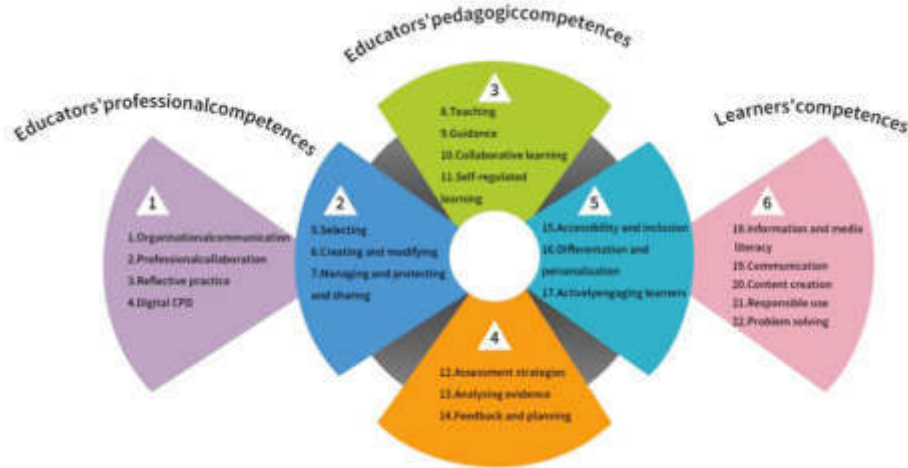 Educators'professionalcompetences
Educators'pedagogiccompetences
Learners'competences
1
1.Organisationalcommunication
2.Professionalcollaboration
3.Reflective practice
4.Digital CPD
2
5.Selecting
6.Creating and modifying
7.Managing and protecting
and sharing
3
8.Teaching
9.Guidance
10.Collaborative learning
11.Self-regulated
learning
4
12.Assessment strategies
13.Analysing evidence
14.Feedback and planning
5
15.Accessibility and inclusion
16.Differentation and
personalisation
17.Activelyengaging learners
6
18.Information and media
literacy
19.Communication
20.Content creation
21.Responsible use
22.Problem solving